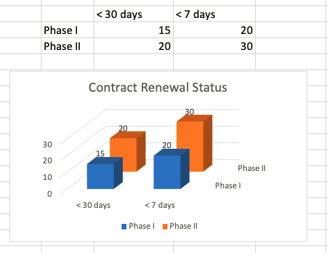 < 30 days < 7 days
Phase I 15 20
Phase II 20 30
Contract Renewal Status
30
20
20
15
30
20
10
0
Phase II
Phase I
< 30 days < 7 days
Phase I Phase II